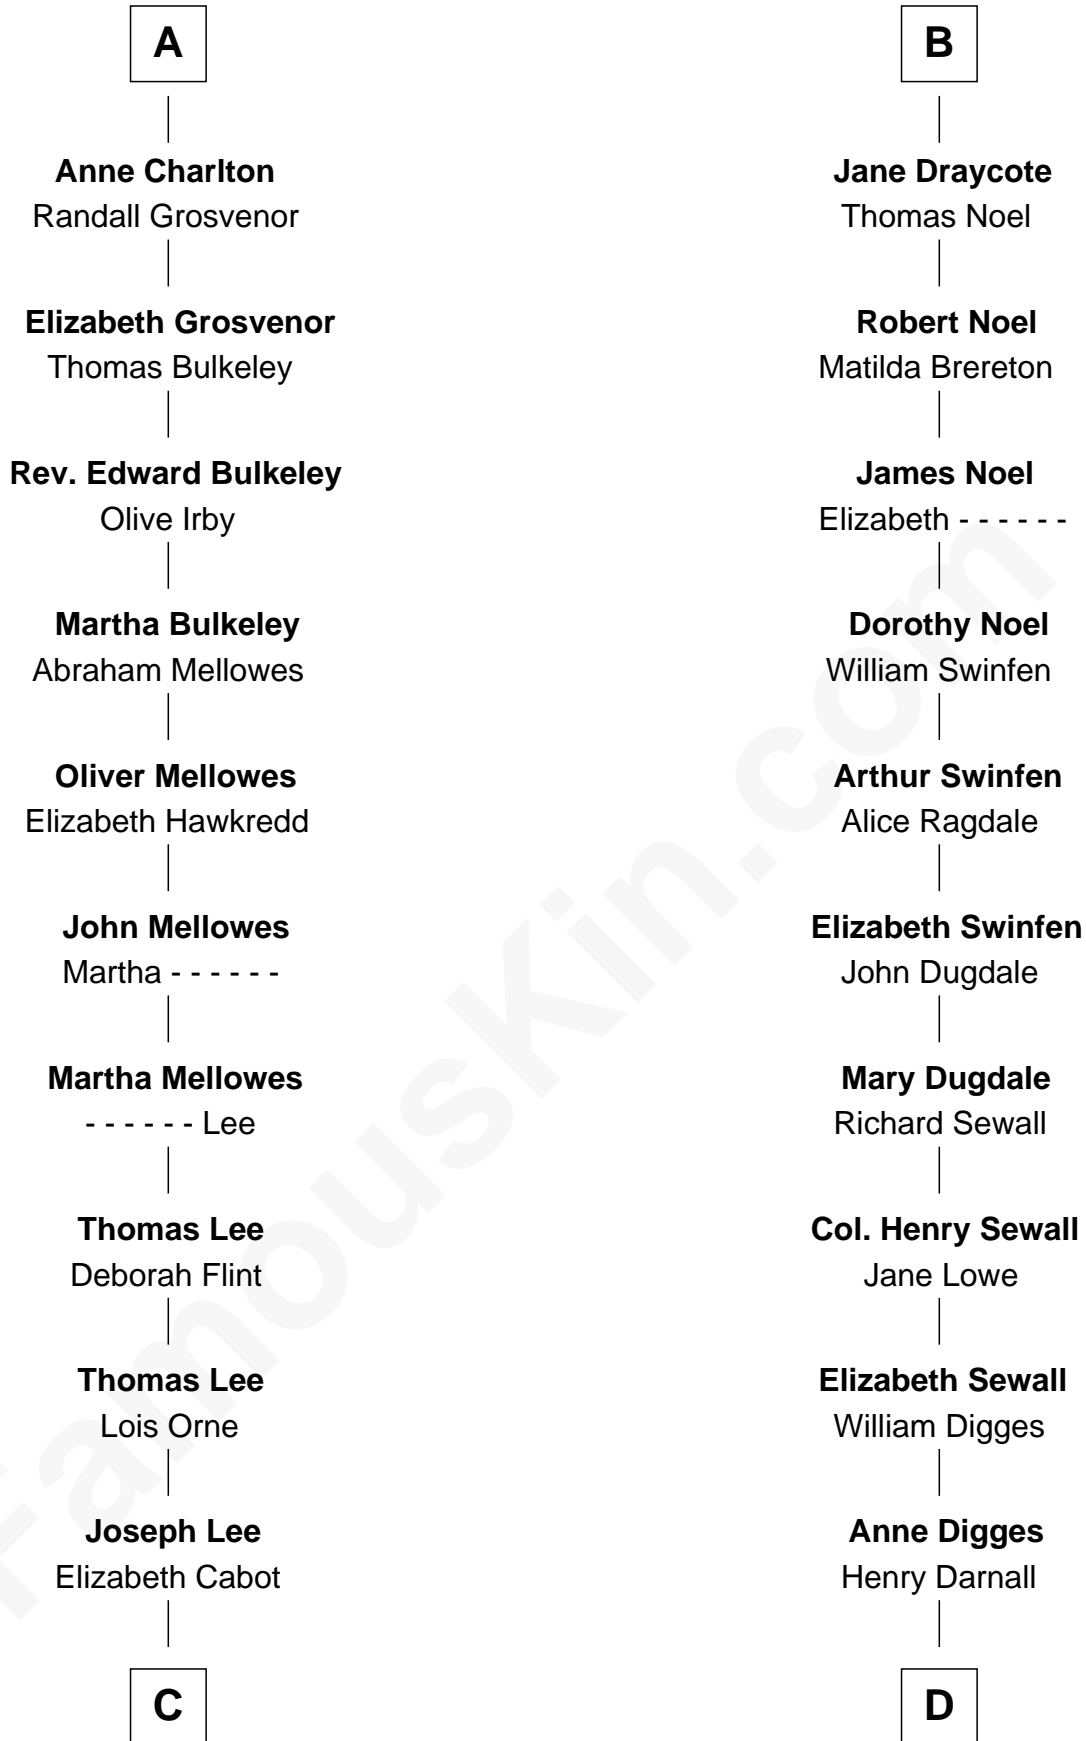 A
Anne Charlton
Randall Grosvenor
Elizabeth Grosvenor
Thomas Bulkeley
Rev. Edward Bulkeley
Olive Irby
Martha Bulkeley
Abraham Mellowes
Oliver Mellowes
Elizabeth Hawkredd
John Mellowes
Martha - - - - - -
Martha Mellowes
- - - - - - Lee
Thomas Lee
Deborah Flint
Thomas Lee
Lois Orne
Joseph Lee
Elizabeth Cabot
C
B
Jane Draycote
Thomas Noel
Robert Noel
Matilda Brereton
James Noel
Elizabeth - - - - - -
Dorothy Noel
William Swinfen
Arthur Swinfen
Alice Ragdale
Elizabeth Swinfen
John Dugdale
Mary Dugdale
Richard Sewall
Col. Henry Sewall
Jane Lowe
Elizabeth Sewall
William Digges
Anne Digges
Henry Darnall
D
FamousKin.com